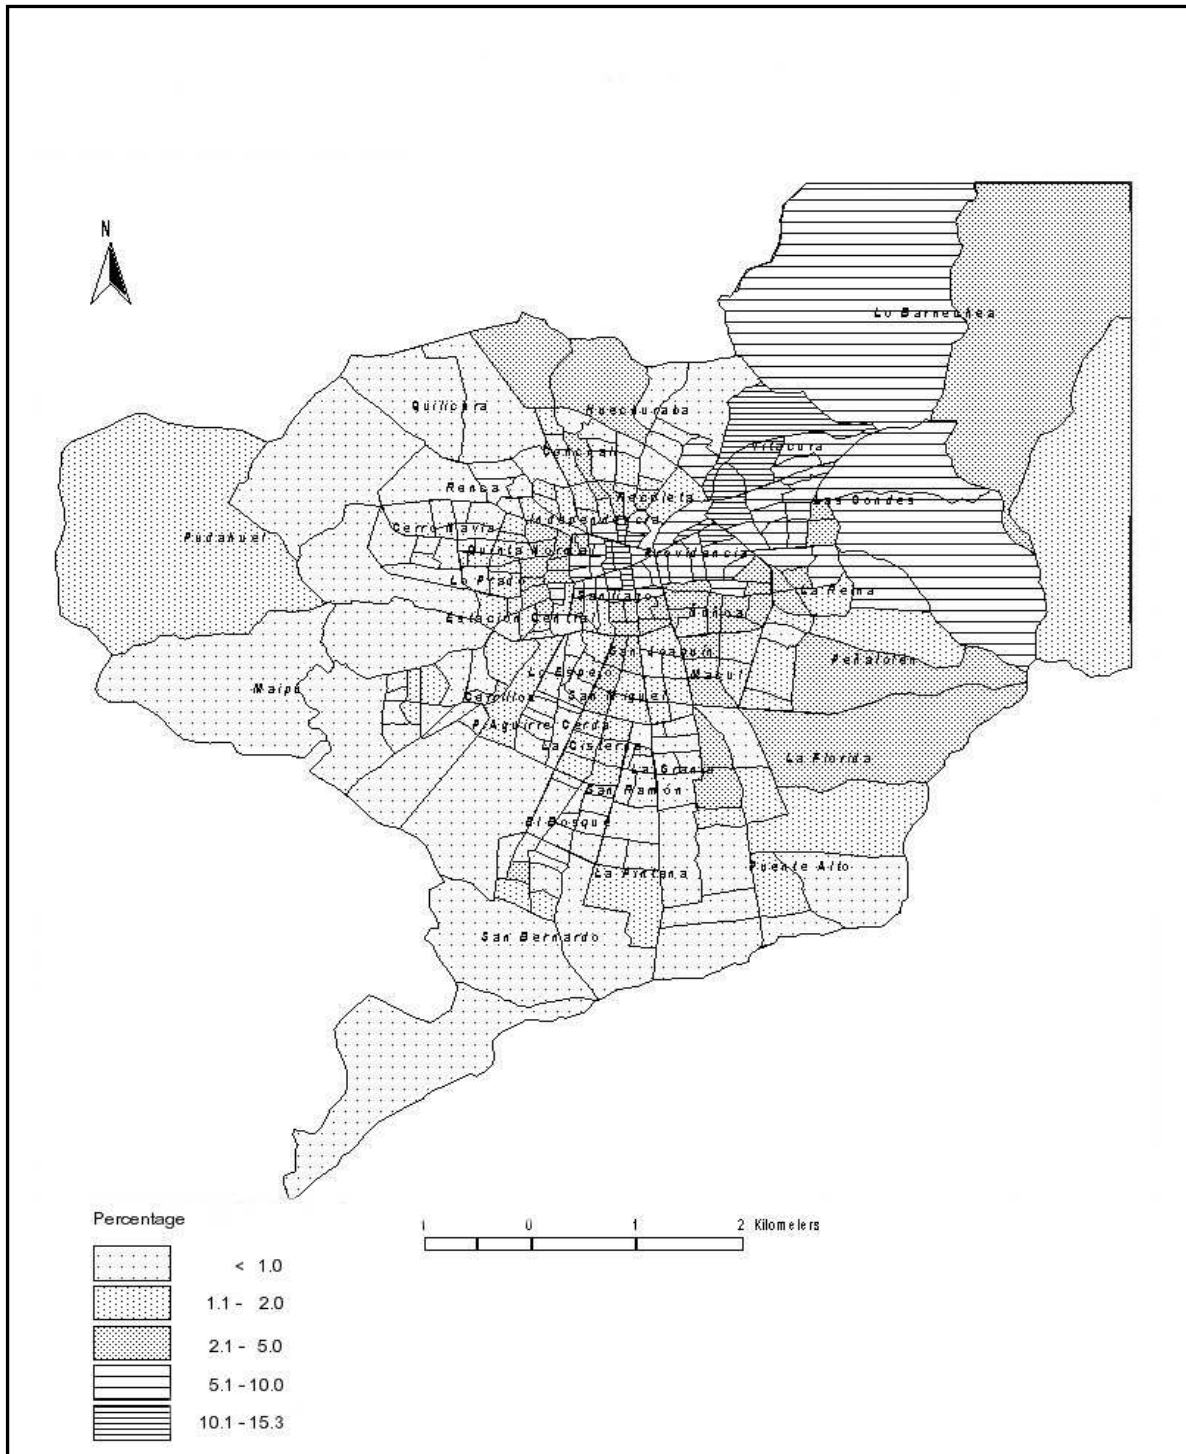 N
Lo Barnechea
Quilicura
Huechuraba
Vitacura
Conchalí
Renca
Recoleta
Las Condes
Independencia
Cerro Navia
Pudahuel
Quinta Normal
Providencia
Lo Prado
La Reina
Santiago
Ñuñoa
Estación Central
San Joaquín
Peñalolén
Lo Espejo
Macul
Maipú
Cerrillos
San Miguel
P. Aguirre Cerda
La Cisterna
La Florida
La Granja
San Ramón
El Bosque
Puente Alto
La Pintana
San Bernardo
Percentage
1 0 1 2 Kilometers
< 1.0
1.1 - 2.0
2.1 - 5.0
5.1 - 10.0
10.1 - 15.3